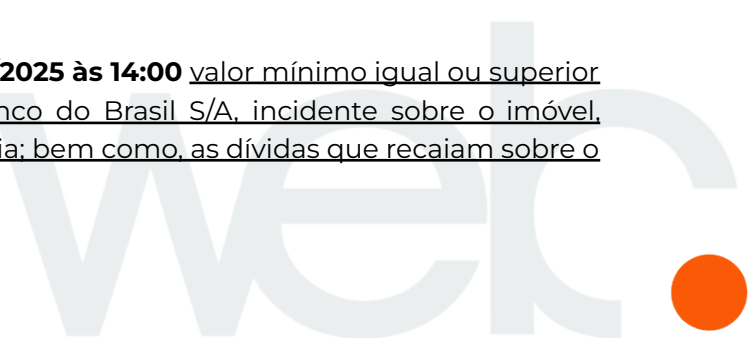 2025 às 14:00 valor mínimo igual ou superior
nco do Brasil S/A, incidente sobre o imóvel,
ia; bem como, as dívidas que recaiam sobre o
web.